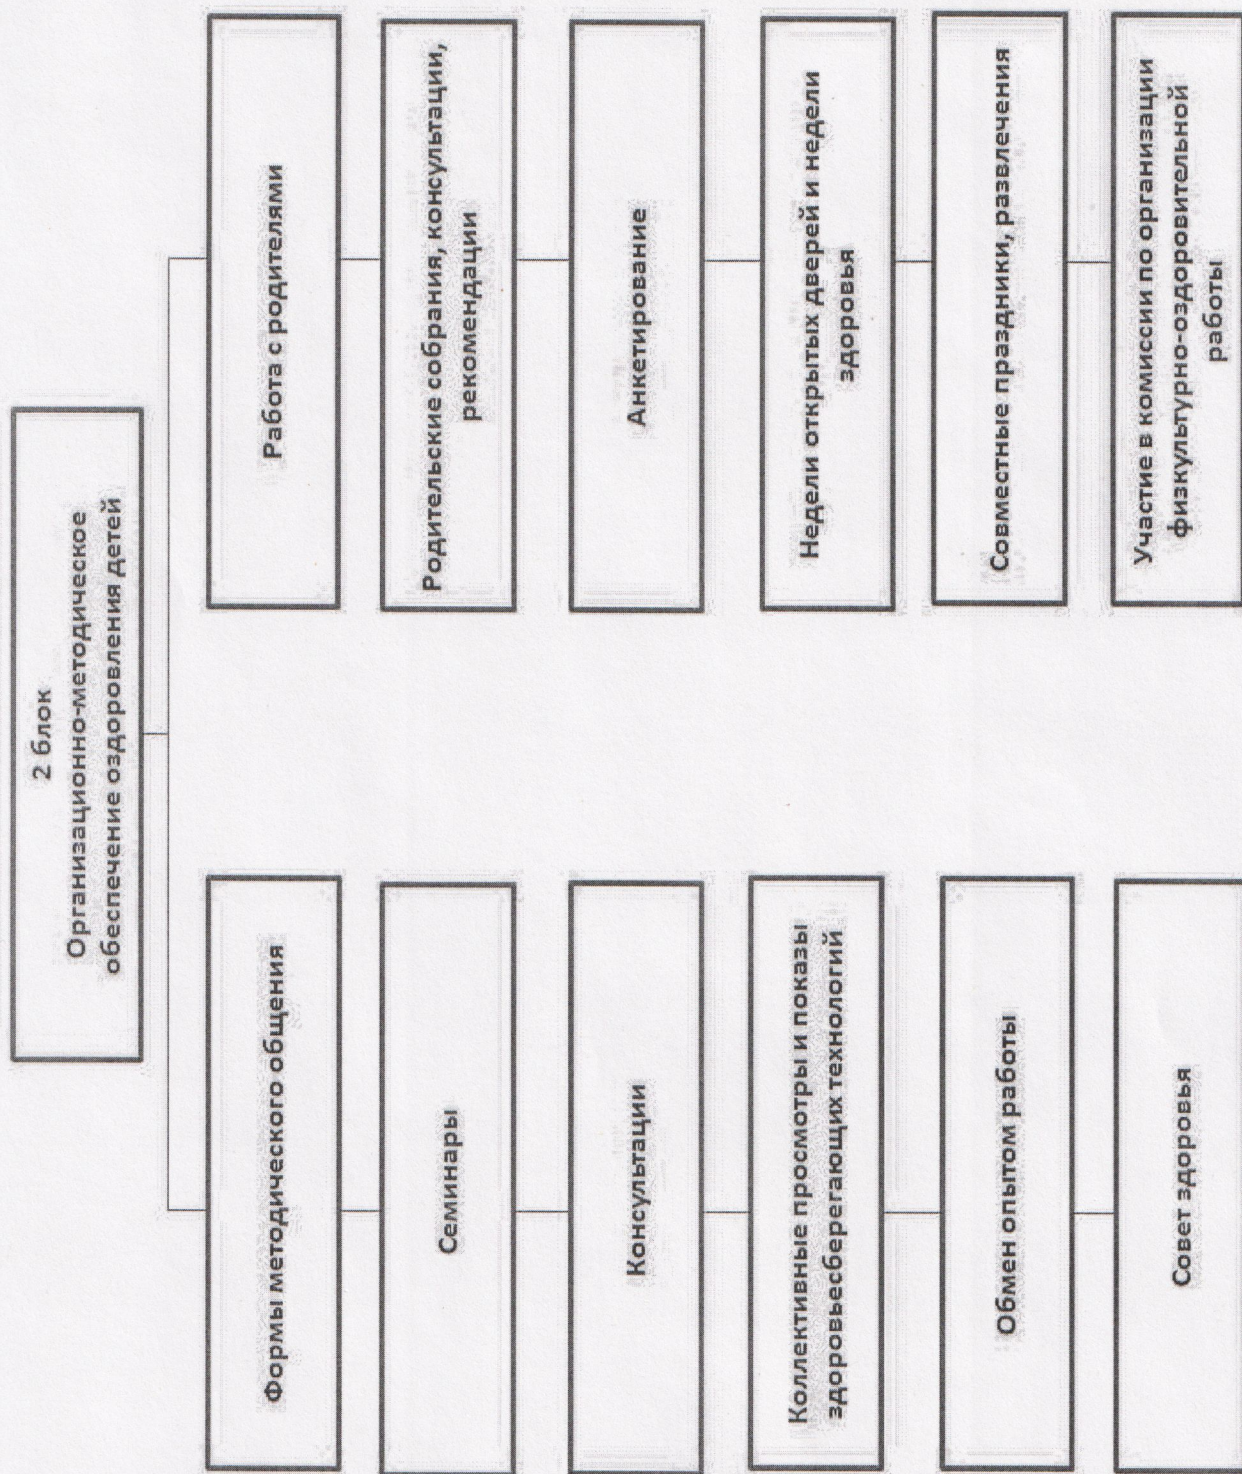 2 блок
Организационно-методическое
обеспечение оздоровления детей
Формы методического общения
Семинары
Консультации
Коллективные просмотры и показы
здоровьесберегающих технологий
Обмен опытом работы
Совет здоровья
Работа с родителями
Родительские собрания, консультации,
рекомендации
Анкетирование
Недели открытых дверей и недели
здоровья
Совместные праздники, развлечения
Участие в комиссии по организации
физкультурно-оздоровительной
работы